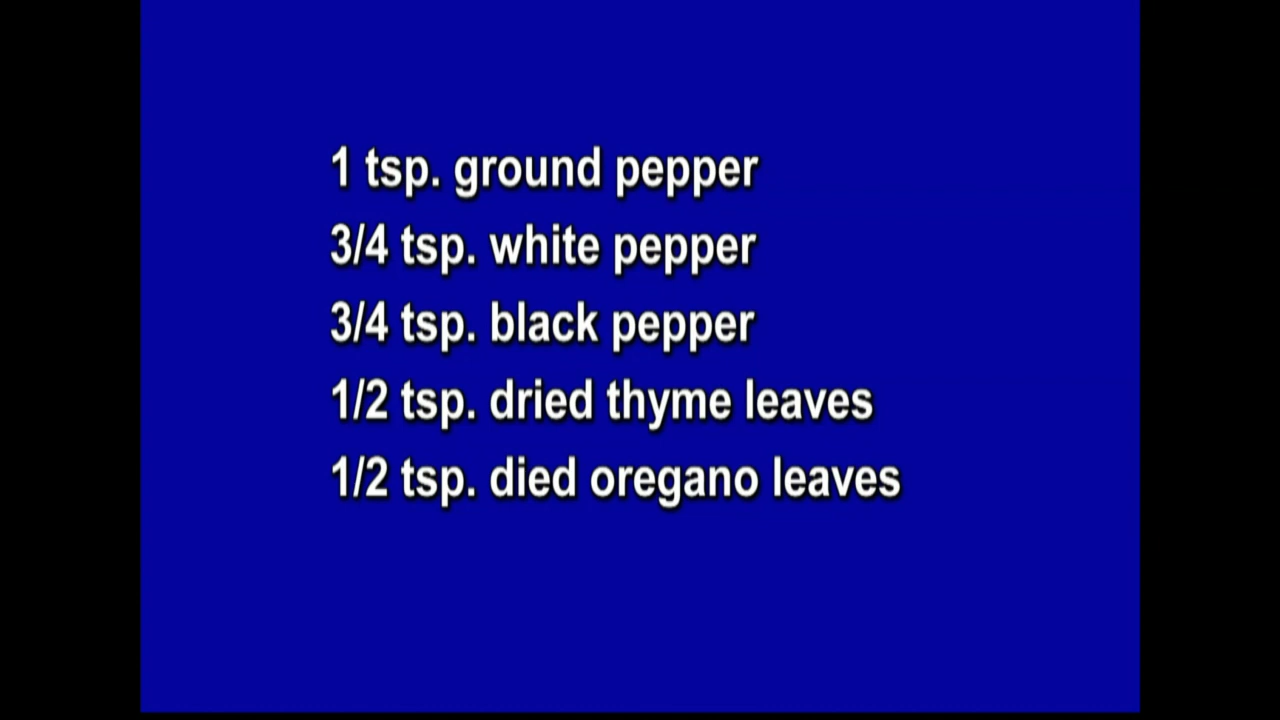 1 tsp. ground pepper
3/4 tsp. white pepper
3/4 tsp. black pepper
1/2 tsp. dried thyme leaves
1/2 tsp. died oregano leaves